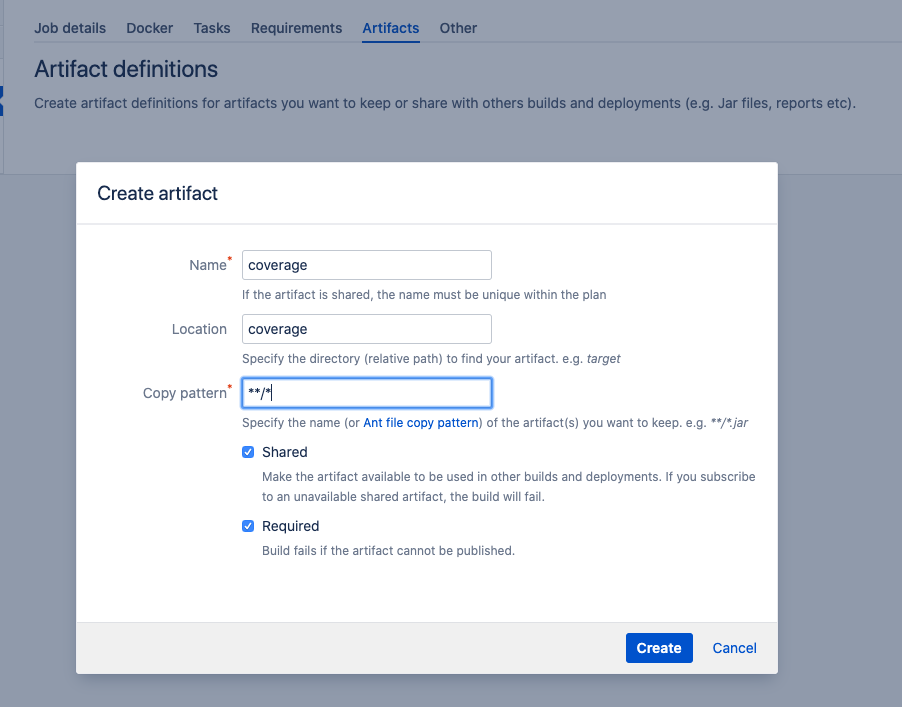 Job details Docker Tasks Requirements Artifacts Other
Artifact definitions
Create artifact definitions for artifacts you want to keep or share with others builds and deployments (e.g. Jar files, reports etc).
Create artifact
Name* coverage
If the artifact is shared, the name must be unique within the plan
Location coverage
Specify the directory (relative path) to find your artifact. e.g. target
Copy pattern* **/*
Specify the name (or Ant file copy pattern) of the artifact(s) you want to keep. e.g. **/*.jar
Shared
Make the artifact available to be used in other builds and deployments. If you subscribe
to an unavailable shared artifact, the build will fail.
Required
Build fails if the artifact cannot be published.
Create Cancel